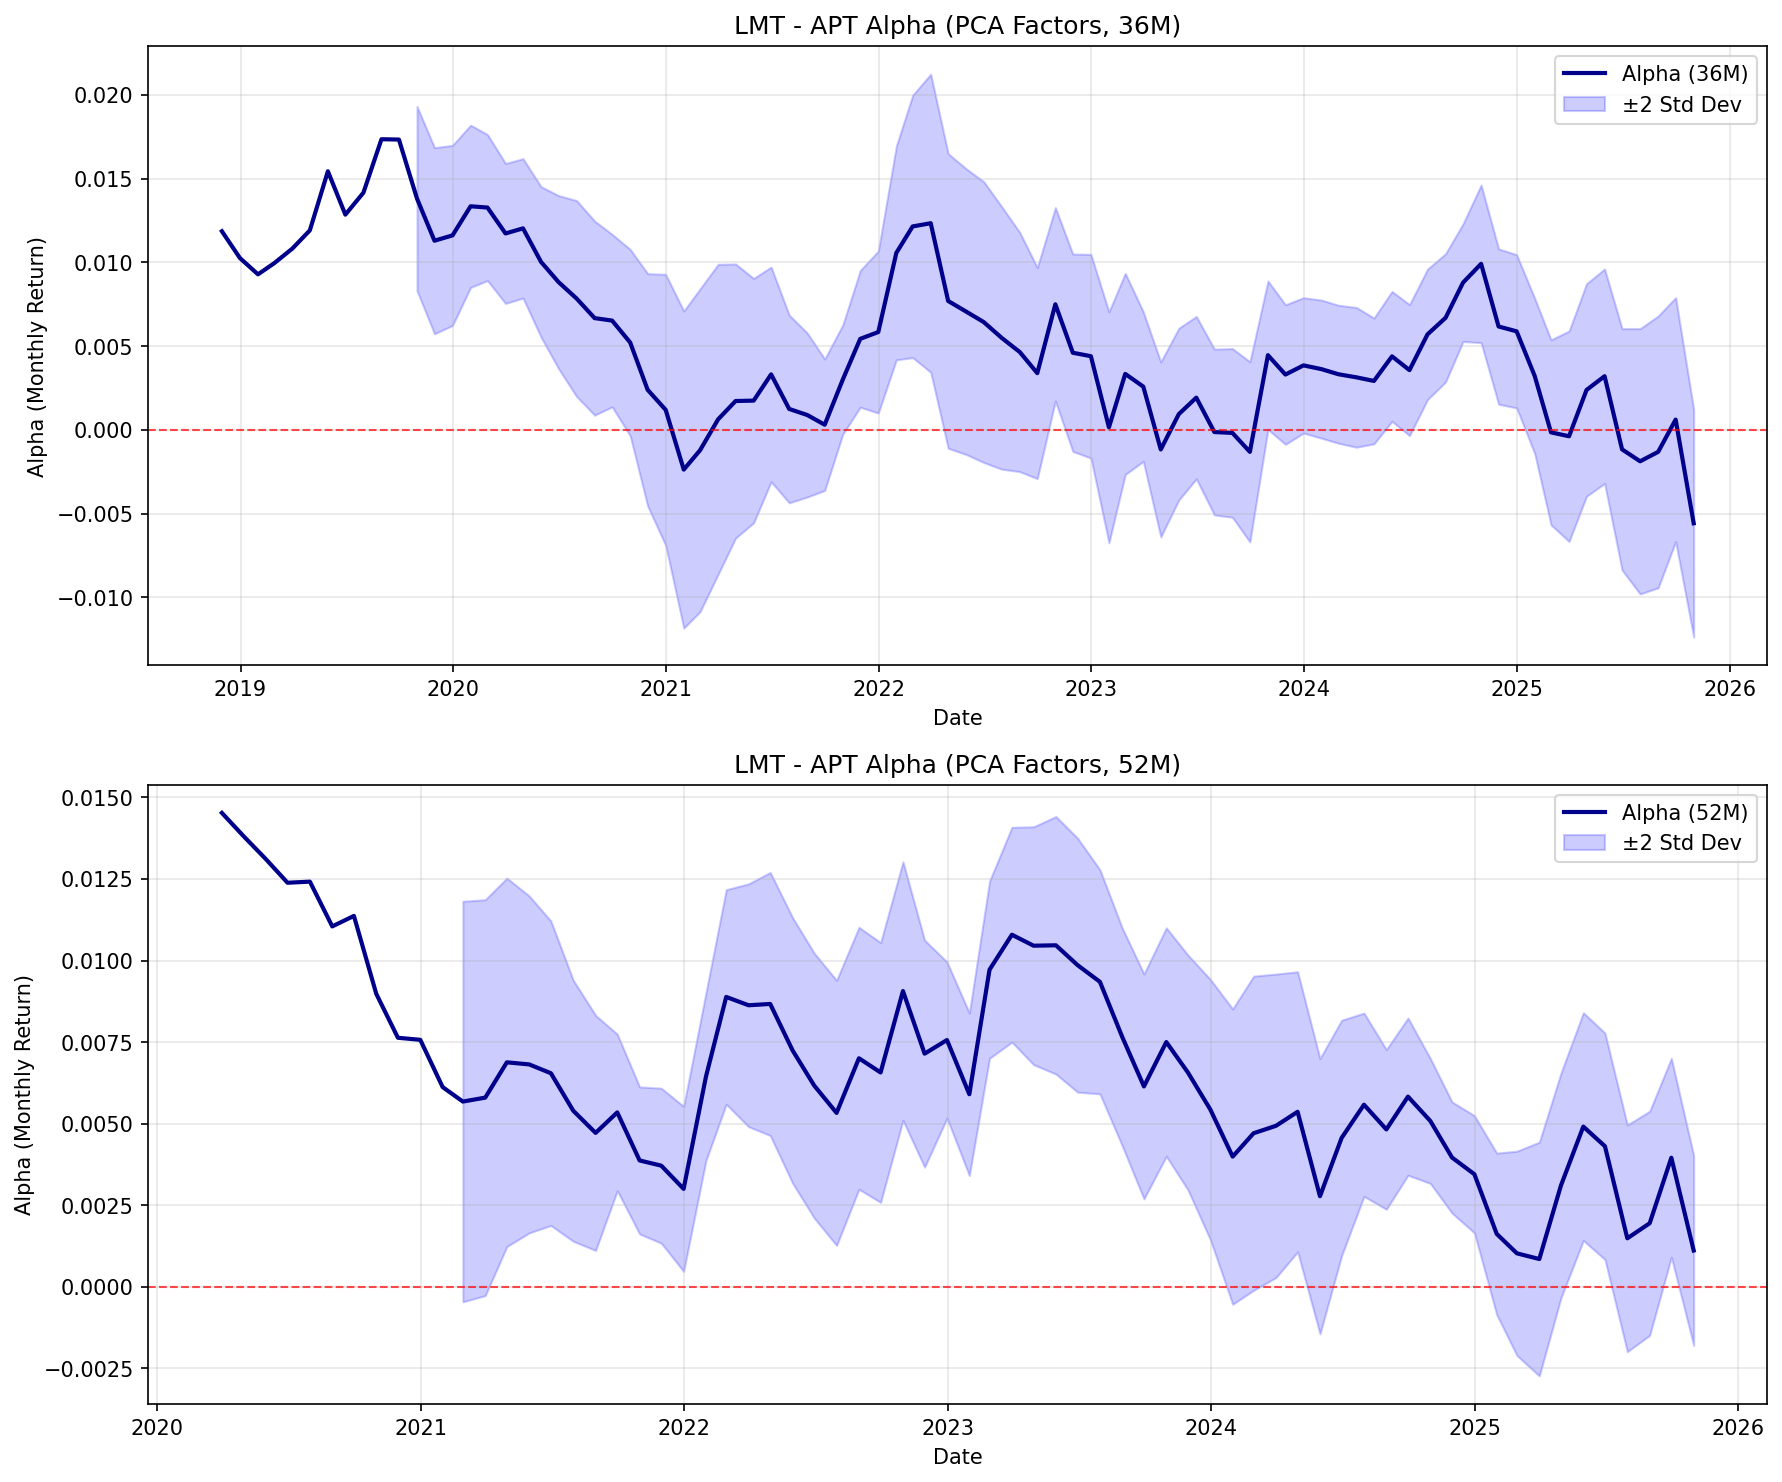 LMT - APT Alpha (PCA Factors, 36M)
Alpha (36M)
±2 Std Dev
Alpha (Monthly Return)
0.020
0.015
0.010
0.005
0.000
−0.005
−0.010
2019 2020 2021 2022 2023 2024 2025 2026
Date
LMT - APT Alpha (PCA Factors, 52M)
Alpha (52M)
±2 Std Dev
Alpha (Monthly Return)
0.0150
0.0125
0.0100
0.0075
0.0050
0.0025
0.0000
−0.0025
2020 2021 2022 2023 2024 2025 2026
Date